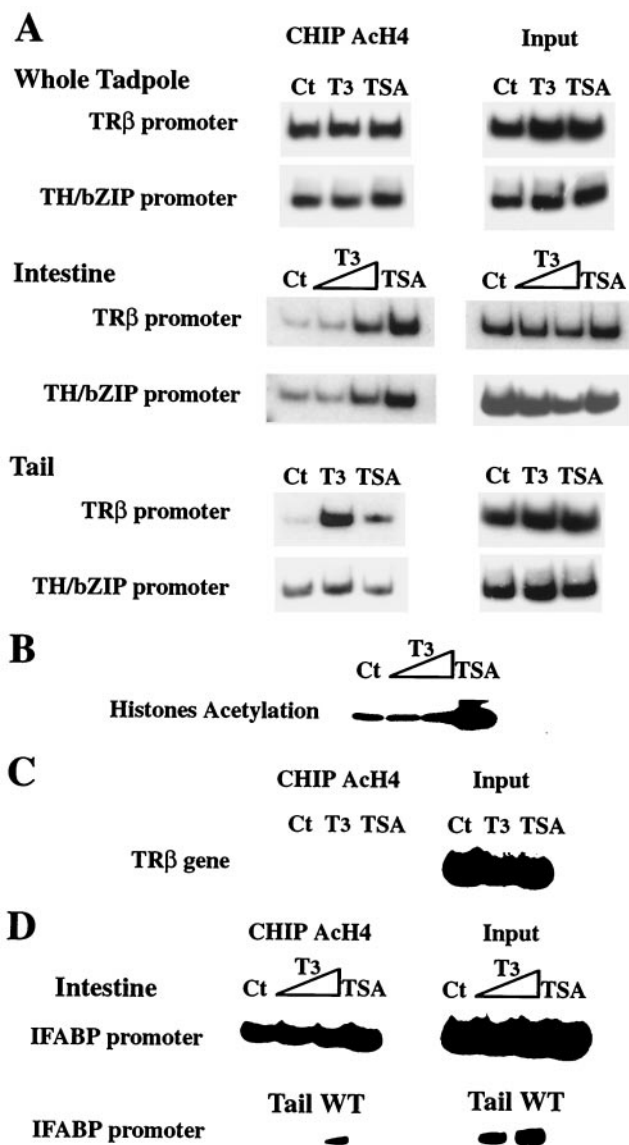 A
CHIP AcH4 Input
Whole Tadpole
Ct T3 TSA Ct T3 TSA
TRβ promoter
TH/bZIP promoter
T3 T3
Intestine Ct TSA Ct TSA
TRβ promoter
TH/bZIP promoter
Tail
Ct T3 TSA Ct T3 TSA
TRβ promoter
TH/bZIP promoter
B
T3
Ct TSA
Histones Acetylation
C
CHIP AcH4 Input
Ct T3 TSA Ct T3 TSA
TRβ gene
D
CHIP AcH4 Input
T3 T3
Intestine Ct TSA Ct TSA
IFABP promoter
Tail WT Tail WT
IFABP promoter